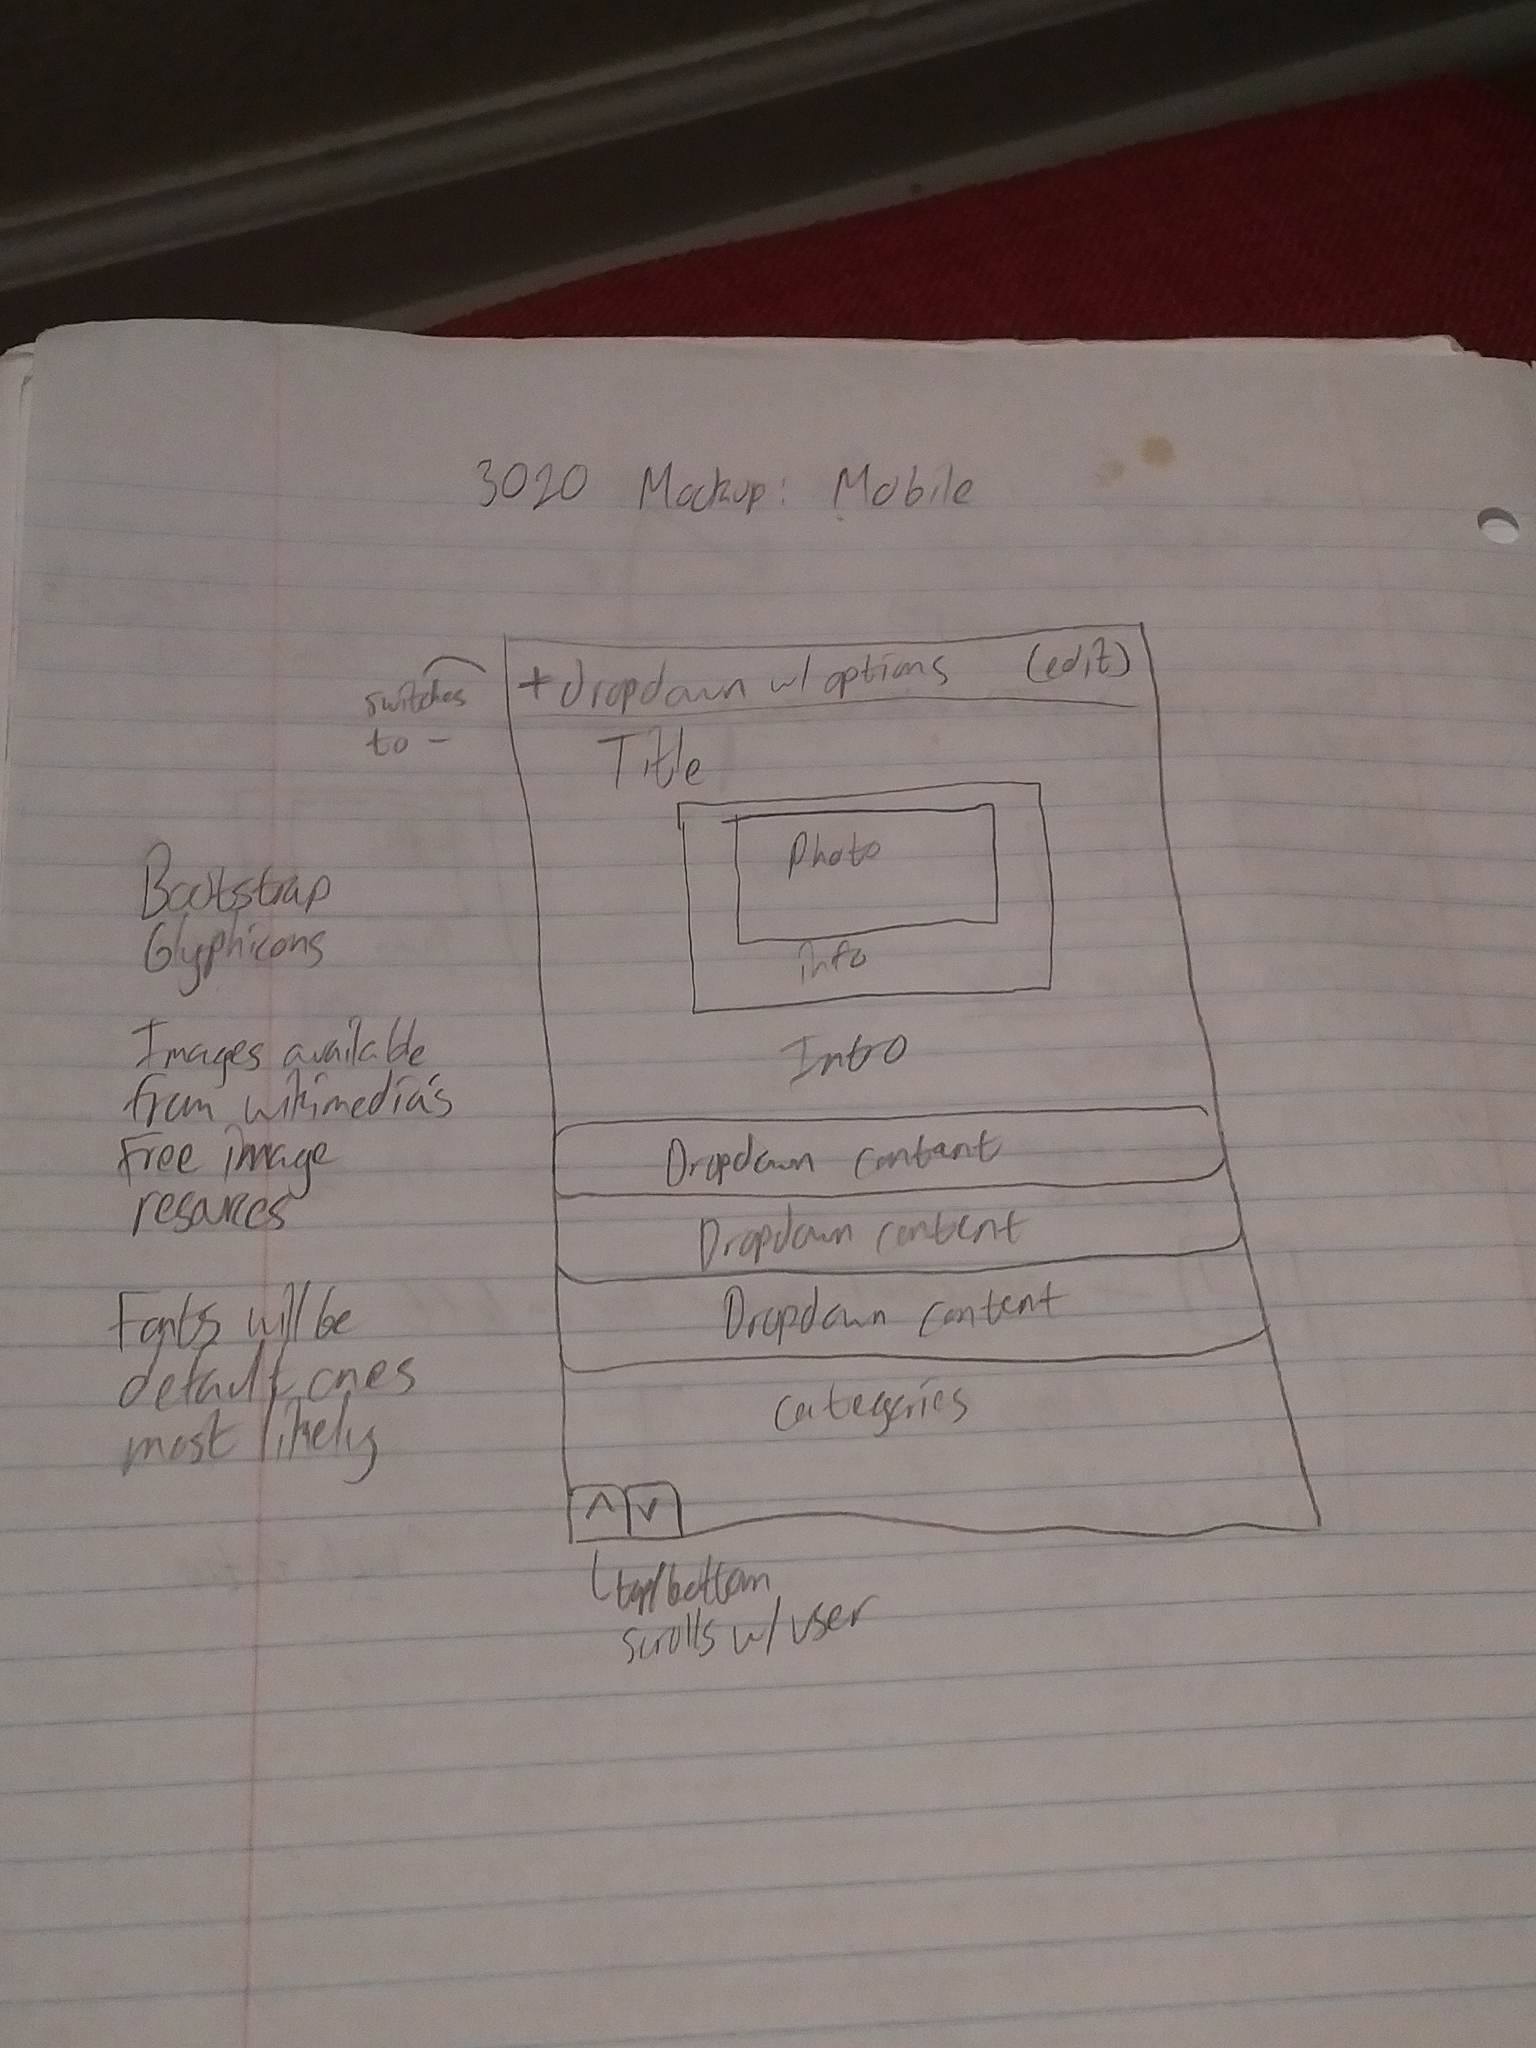 3020 Mockup: Mobile
switches
to -
+ dropdown w/ options (edit)
Title
Photo
info
Intro
Dropdown content
Dropdown content
Dropdown content
categories
^ v
top/bottom
scrolls w/ user
Bootstrap
Glyphicons
Images available
from wikimedia's
Free image
resources
Fonts will be
default ones
most likely